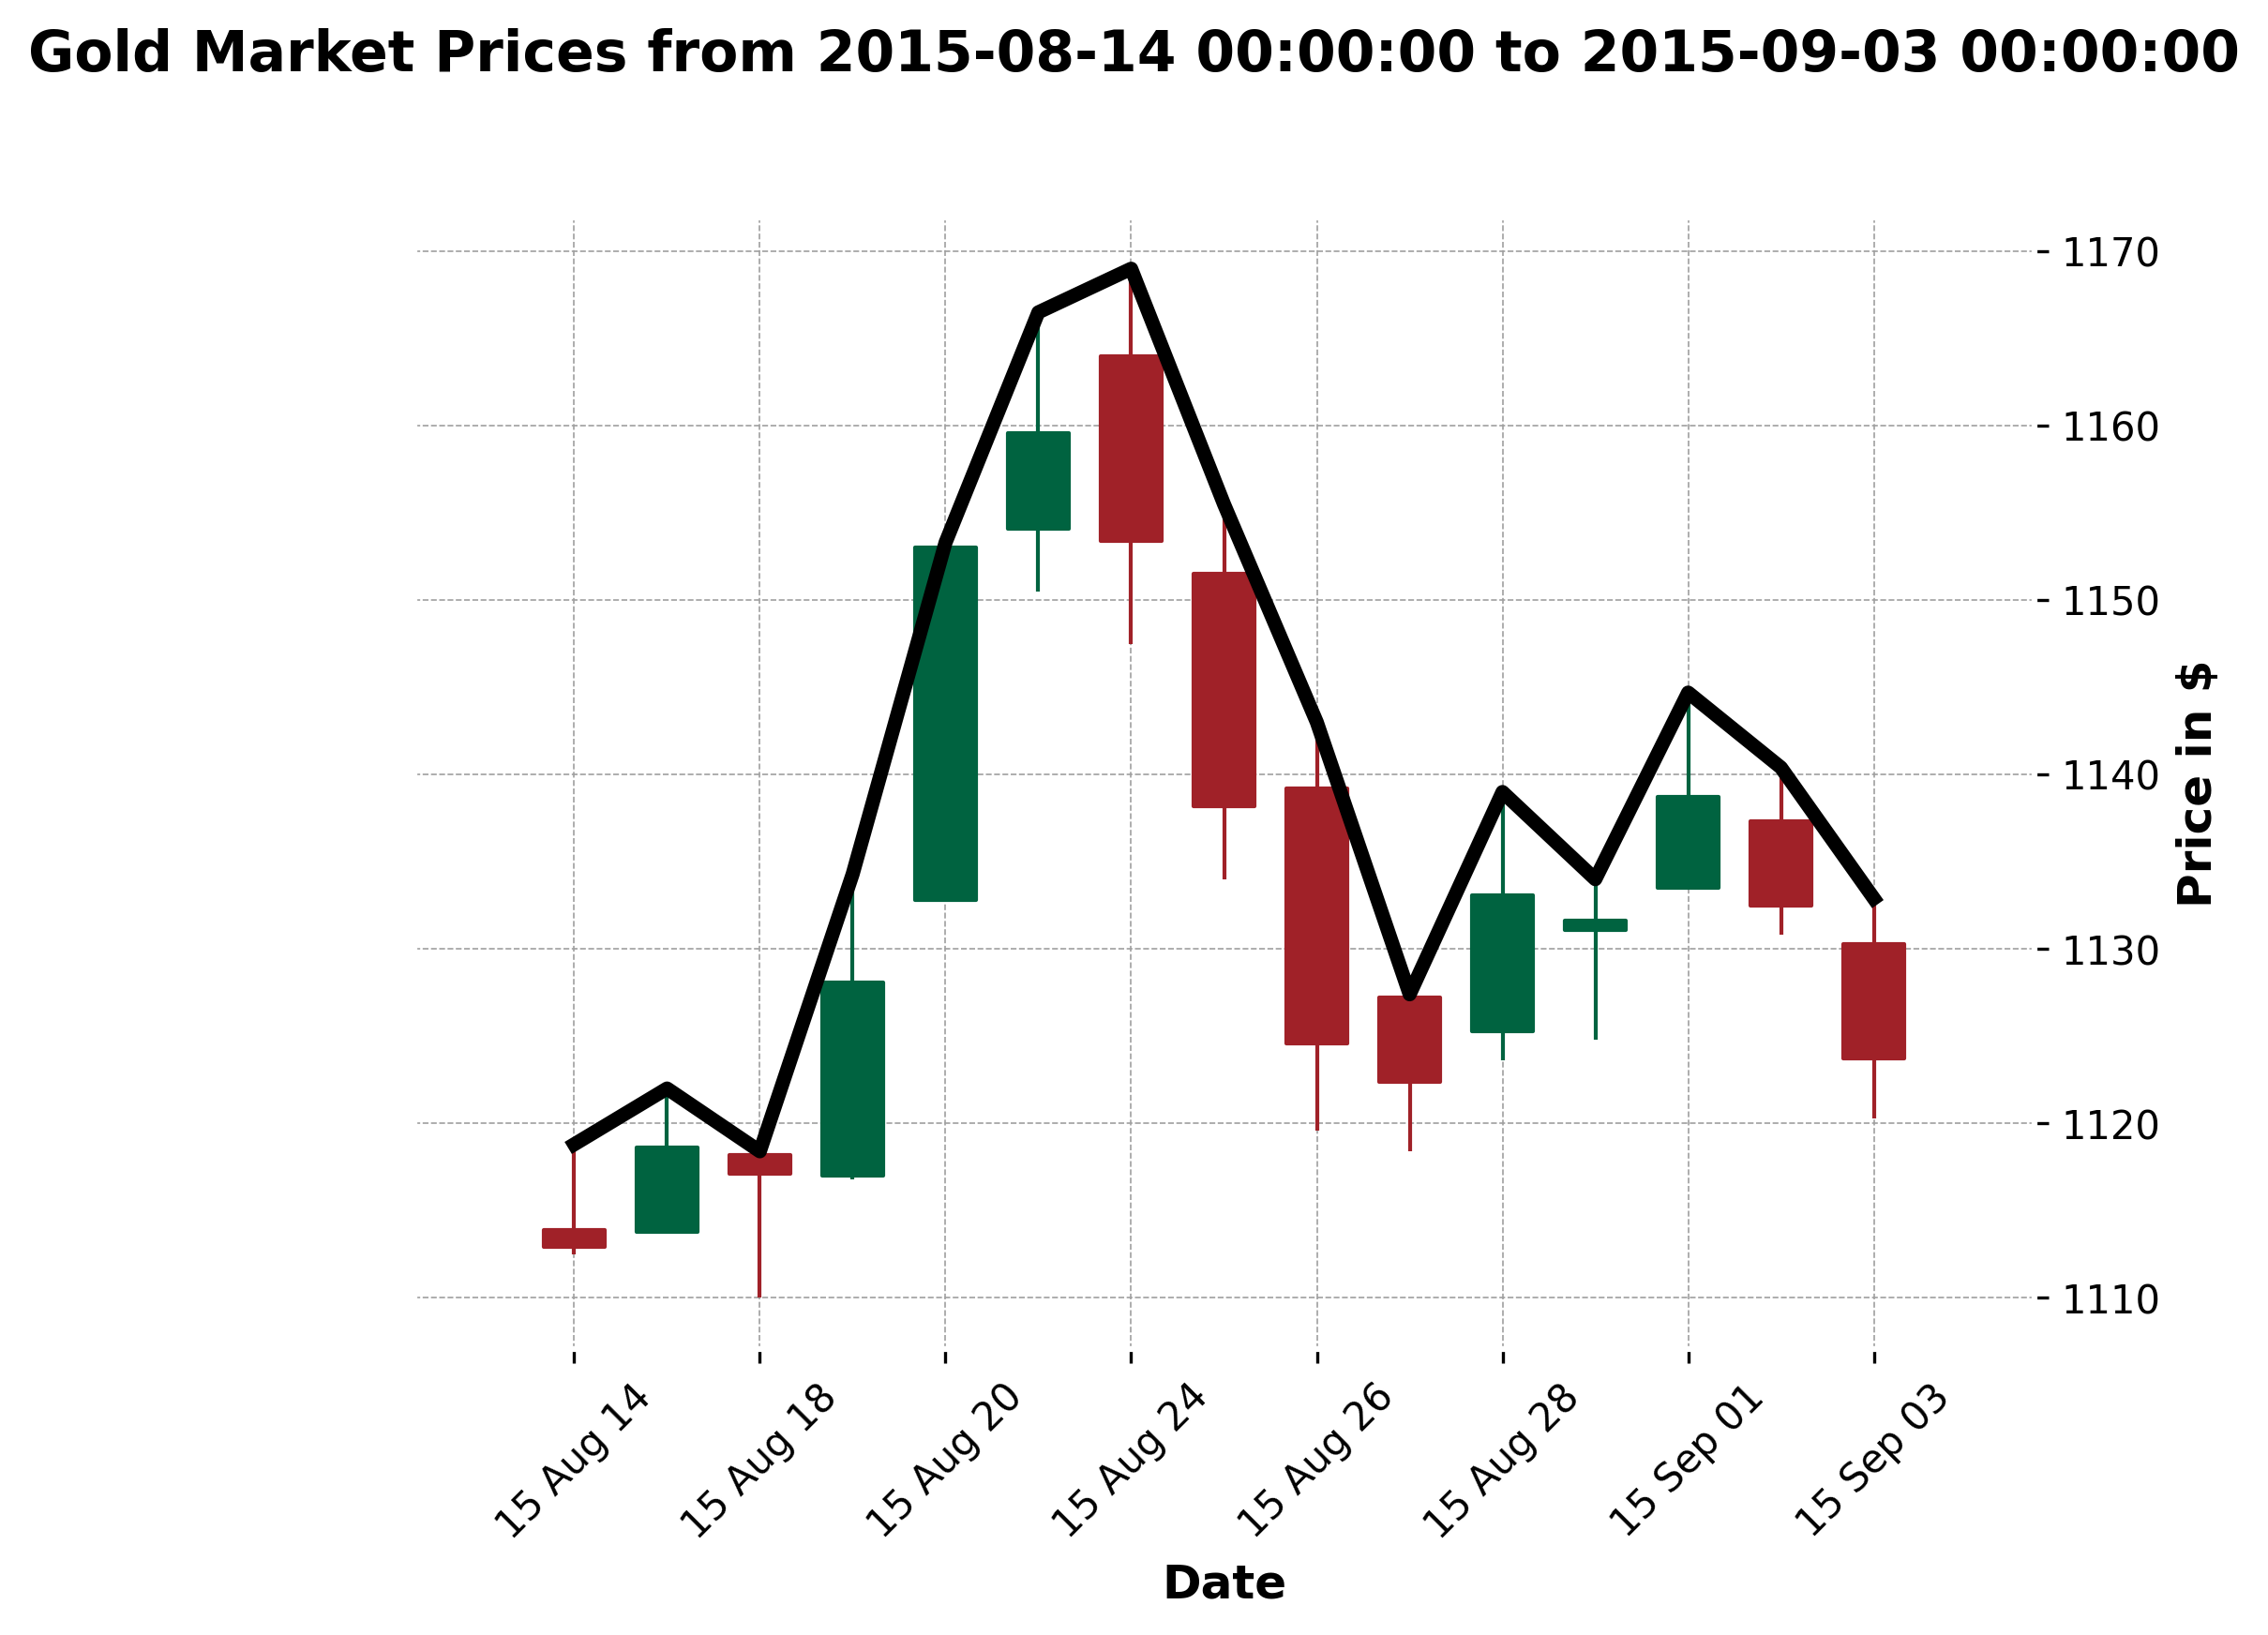 Gold Market Prices from 2015-08-14 00:00:00 to 2015-09-03 00:00:00
1170
1160
1150
1140
1130
1120
1110
Price in $
15 Aug 14
15 Aug 18
15 Aug 20
15 Aug 24
15 Aug 26
15 Aug 28
15 Sep 01
15 Sep 03
Date